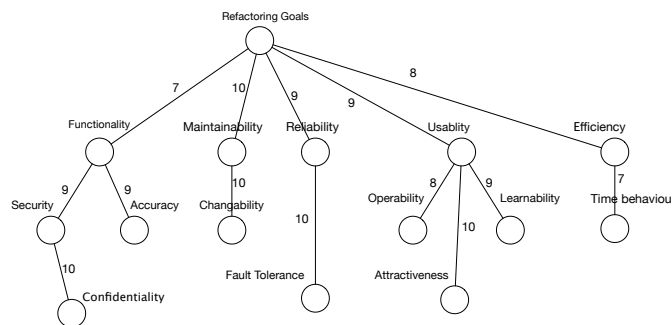 Refactoring Goals
7
10
9
9
8
Functionality
Maintainability
Reliability
Usablity
Efficiency
9
9
10
10
8
10
9
7
Security
Accuracy
Changability
Operability
Learnability
Time behaviou
10
Fault Tolerance
Attractiveness
Confidentiality